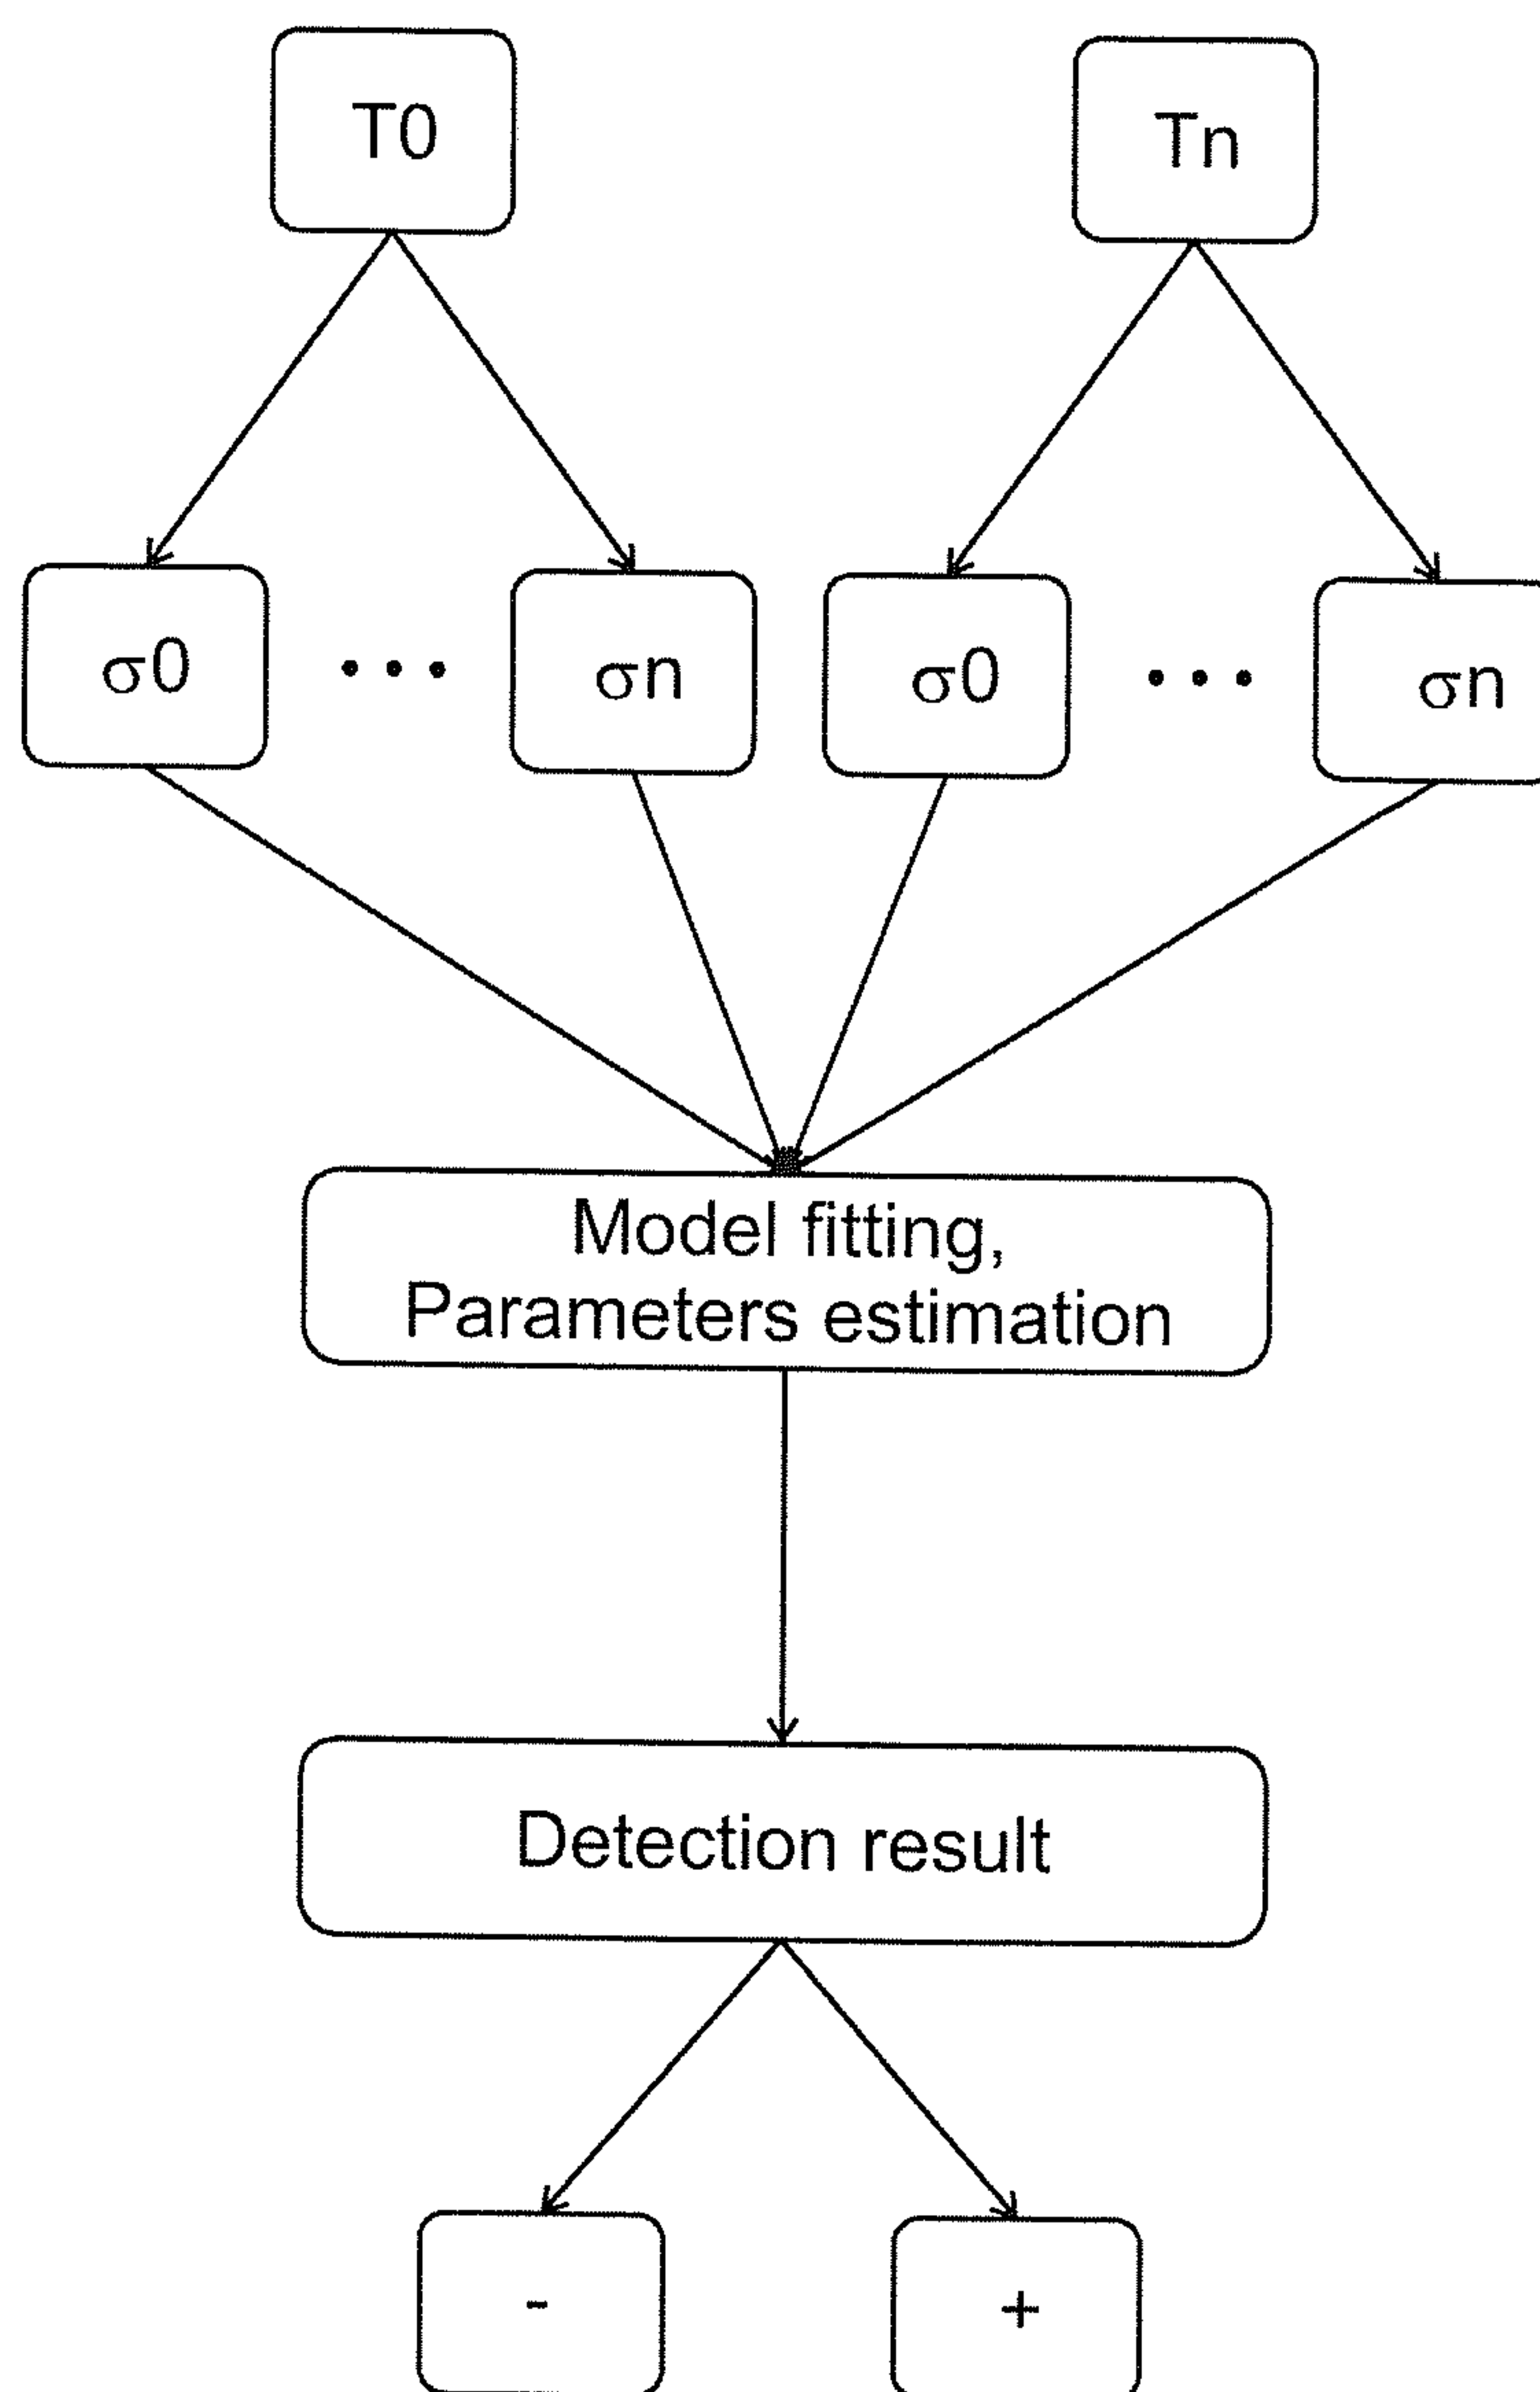 T0
Tn
σ0
• • •
σn
σ0
• • •
σn
Model fitting,
Parameters estimation
Detection result
-
+